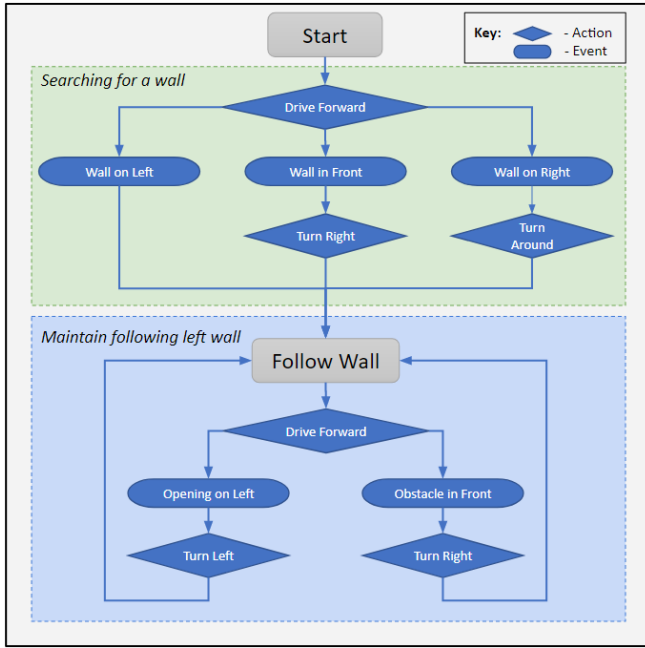 Start
Key:
- Action
- Event
Searching for a wall
Drive Forward
Wall on Left
Wall in Front
Wall on Right
Turn Right
Turn
Around
Maintain following left wall
Follow Wall
Drive Forward
Opening on Left
Obstacle in Front
Turn Left
Turn Right